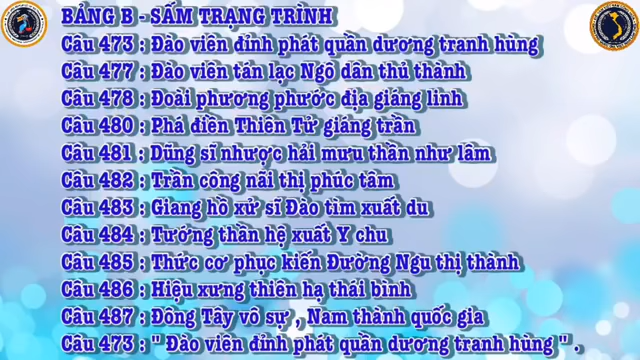 BẢNG B - SẤM TRẠNG TRÌNH
Câu 473 : Đào viên đỉnh phát quần dương tranh hùng
Câu 477 : Đào viên tán lạc Ngô dân thủ thành
Câu 478 : Đoài phương phước địa giáng linh
Câu 480 : Phá điền Thiên Tử giáng trần
Câu 481 : Dũng sĩ nhược hải mưu thần như lâm
Câu 482 : Trần công nãi thị phúc tâm
Câu 483 : Giang hồ xử sĩ Đào tìm xuất du
Câu 484 : Tướng thần hệ xuất Y chu
Câu 485 : Thức cơ phục kiến Đường Ngu thị thành
Câu 486 : Hiệu xưng thiên hạ thái bình
Câu 487 : Đông Tây vô sự , Nam thành quốc gia
Câu 473 : " Đào viên đỉnh phát quần dương tranh hùng " .